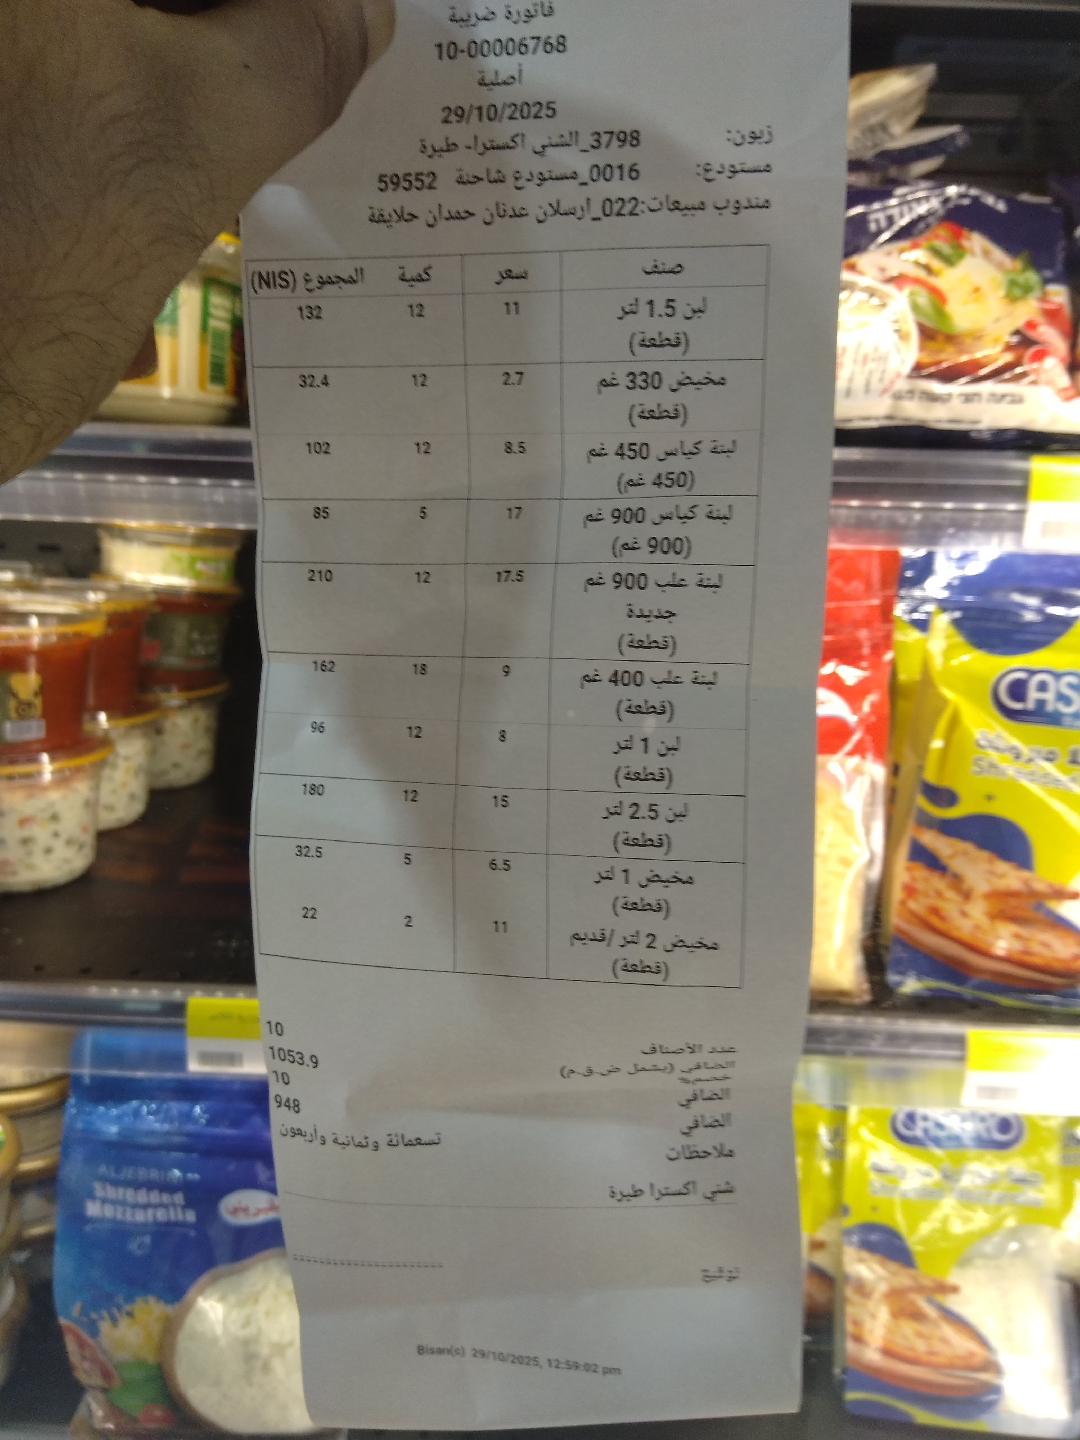 فاتورة ضريبة
10-00006768
أصلية
29/10/2025
زبون: 3798_الشني اكسترا- طيرة
مستودع: 0016_مستودع شاحنة 59552
مندوب مبيعات:022_ارسلان عدنان حمدان حلايقة
صنف سعر كمية المجموع (NIS)
لبن 1.5 لتر 11 12 132
(قطعة)
مخيض 330 غم 2.7 12 32.4
(قطعة)
لبنة كياس 450 غم 8.5 12 102
(450 غم)
لبنة كياس 900 غم 17 5 85
(900 غم)
لبنة علب 900 غم 17.5 12 210
جديدة
(قطعة)
لبنة علب 400 غم 9 18 162
(قطعة)
لبن 1 لتر 8 12 96
(قطعة)
لبن 2.5 لتر 15 12 180
(قطعة)
مخيض 1 لتر 6.5 5 32.5
(قطعة)
مخيض 2 لتر /قديم 11 2 22
(قطعة)
عدد الأصناف 10
الصافي (يشمل ض.ق.م) 1053.9
خصم% 10
الصافي 948
الصافي تسعمائة وثمانية وأربعون
ملاحظات
شني اكسترا طيرة
توقيع
Bisan(c) 29/10/2025, 12:59:02 pm
CAS
Shredded
ALJEBRINI
Shredded
Mozzarella
CASTRO